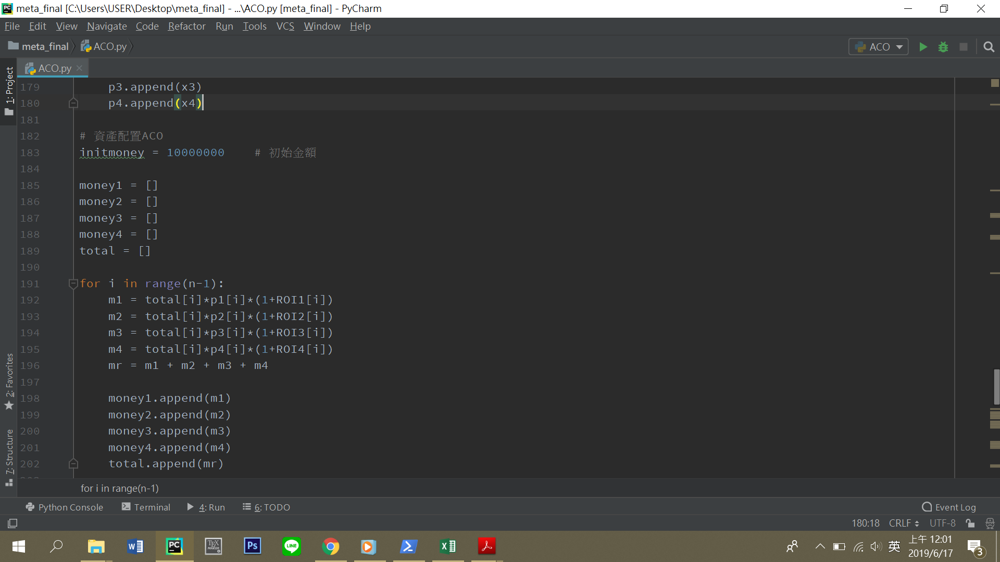 meta_final [C:\Users\USER\Desktop\meta_final] - ...\ACO.py [meta_final] - PyCharm
File Edit View Navigate Code Refactor Run Tools VCS Window Help
meta_final ACO.py ACO
ACO.py
1: Project
2: Favorites
7: Structure
179 p3.append(x3)
180 p4.append(x4)
181
182 # 資產配置ACO
183 initmoney = 10000000 # 初始金額
184
185 money1 = []
186 money2 = []
187 money3 = []
188 money4 = []
189 total = []
190
191 for i in range(n-1):
192 m1 = total[i]*p1[i]*(1+ROI1[i])
193 m2 = total[i]*p2[i]*(1+ROI2[i])
194 m3 = total[i]*p3[i]*(1+ROI3[i])
195 m4 = total[i]*p4[i]*(1+ROI4[i])
196 mr = m1 + m2 + m3 + m4
197
198 money1.append(m1)
199 money2.append(m2)
200 money3.append(m3)
201 money4.append(m4)
202 total.append(mr)
for i in range(n-1)
Python Console Terminal 4: Run 6: TODO Event Log
180:18 CRLF UTF-8
英 上午 12:01
2019/6/17
3